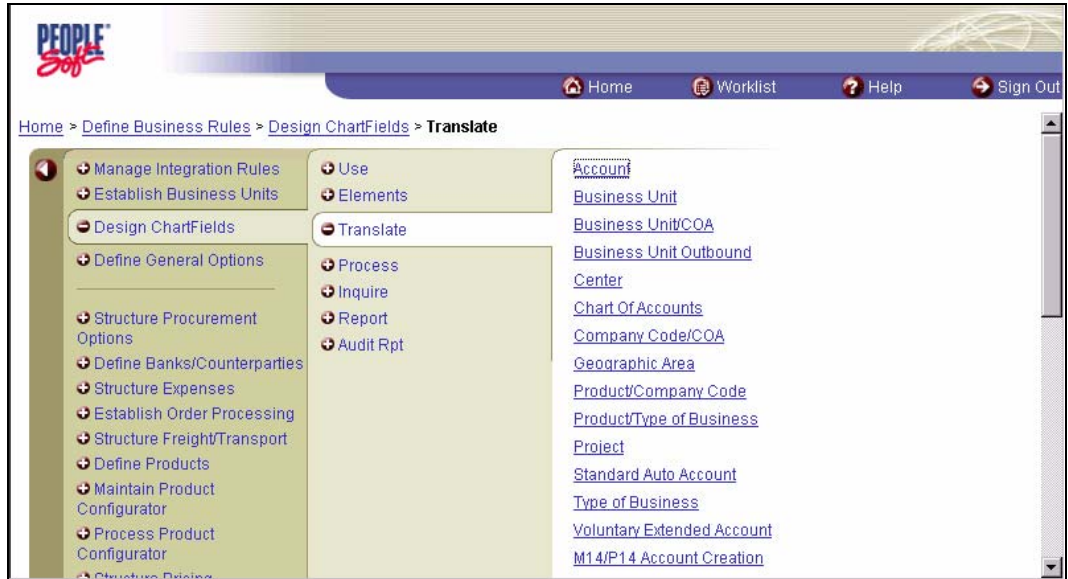 PEOPLE
Soft
Home Worklist Help Sign Out
Home > Define Business Rules > Design ChartFields > Translate
Manage Integration Rules
Establish Business Units
Design ChartFields
Define General Options
Structure Procurement
Options
Define Banks/Counterparties
Structure Expenses
Establish Order Processing
Structure Freight/Transport
Define Products
Maintain Product
Configurator
Process Product
Configurator
Structure Pricing
Use
Elements
Translate
Process
Inquire
Report
Audit Rpt
Account
Business Unit
Business Unit/COA
Business Unit Outbound
Center
Chart Of Accounts
Company Code/COA
Geographic Area
Product/Company Code
Product/Type of Business
Project
Standard Auto Account
Type of Business
Voluntary Extended Account
M14/P14 Account Creation